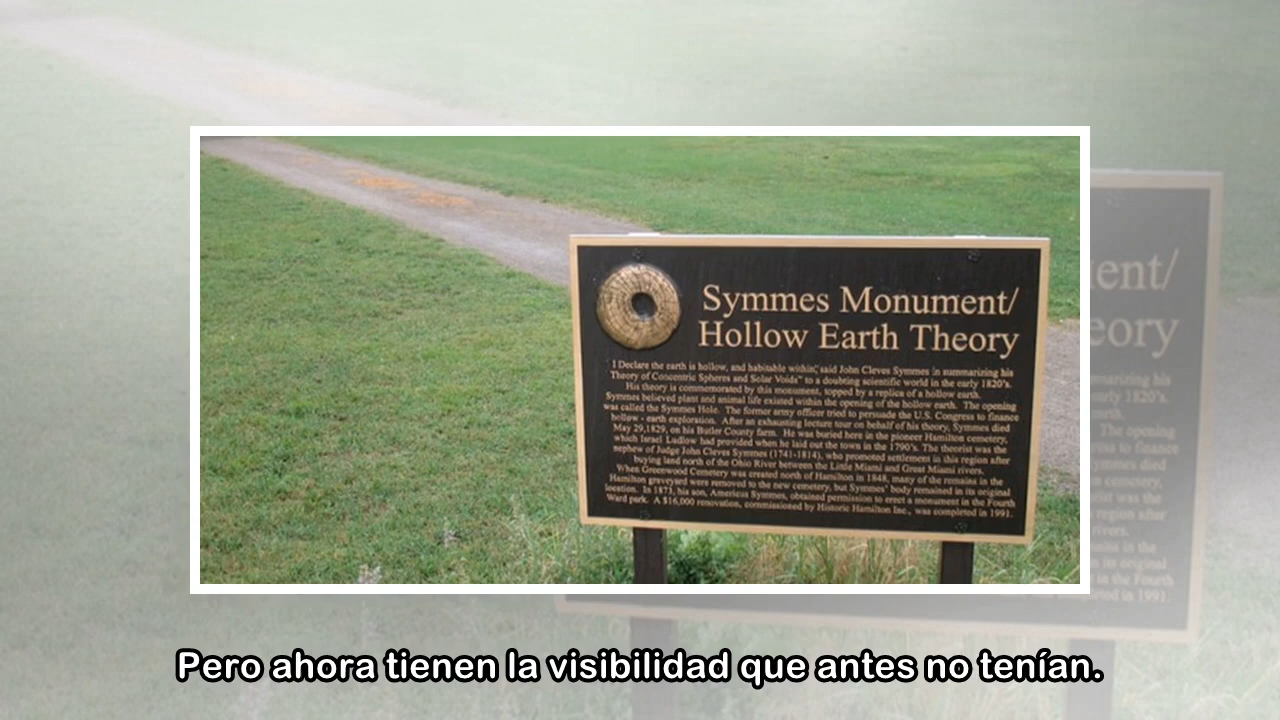 Symmes Monument/
Hollow Earth Theory
"I Declare the earth is hollow, and habitable within," said John Cleves Symmes in summarizing his
Theory of Concentric Spheres and Solar Voids" to a doubting scientific world in the early 1820's.
His theory is commemorated by this monument, topped by a replica of a hollow earth.
Symmes believed plant and animal life existed within the opening of the hollow earth. The opening
was called the Symmes Hole. The former army officer tried to persuade the U.S. Congress to finance
hollow - earth exploration. After an exhausting lecture tour on behalf of his theory, Symmes died
May 29,1829, on his Butler County farm. He was buried here in the pioneer Hamilton cemetery,
which Israel Ludlow had provided when he laid out the town in the 1790's. The theorist was the
nephew of Judge John Cleves Symmes (1741-1814), who promoted settlement in this region after
buying land north of the Ohio River between the Little Miami and Great Miami rivers.
When Greenwood Cemetery was created north of Hamilton in 1848, many of the remains in the
Hamilton graveyard were removed to the new cemetery, but Symmes' body remained in its original
location. In 1873, his son, Americus Symmes, obtained permission to erect a monument in the Fourth
Ward park. A $16,000 renovation, commissioned by Historic Hamilton Inc., was completed in 1991.
Pero ahora tienen la visibilidad que antes no tenían.